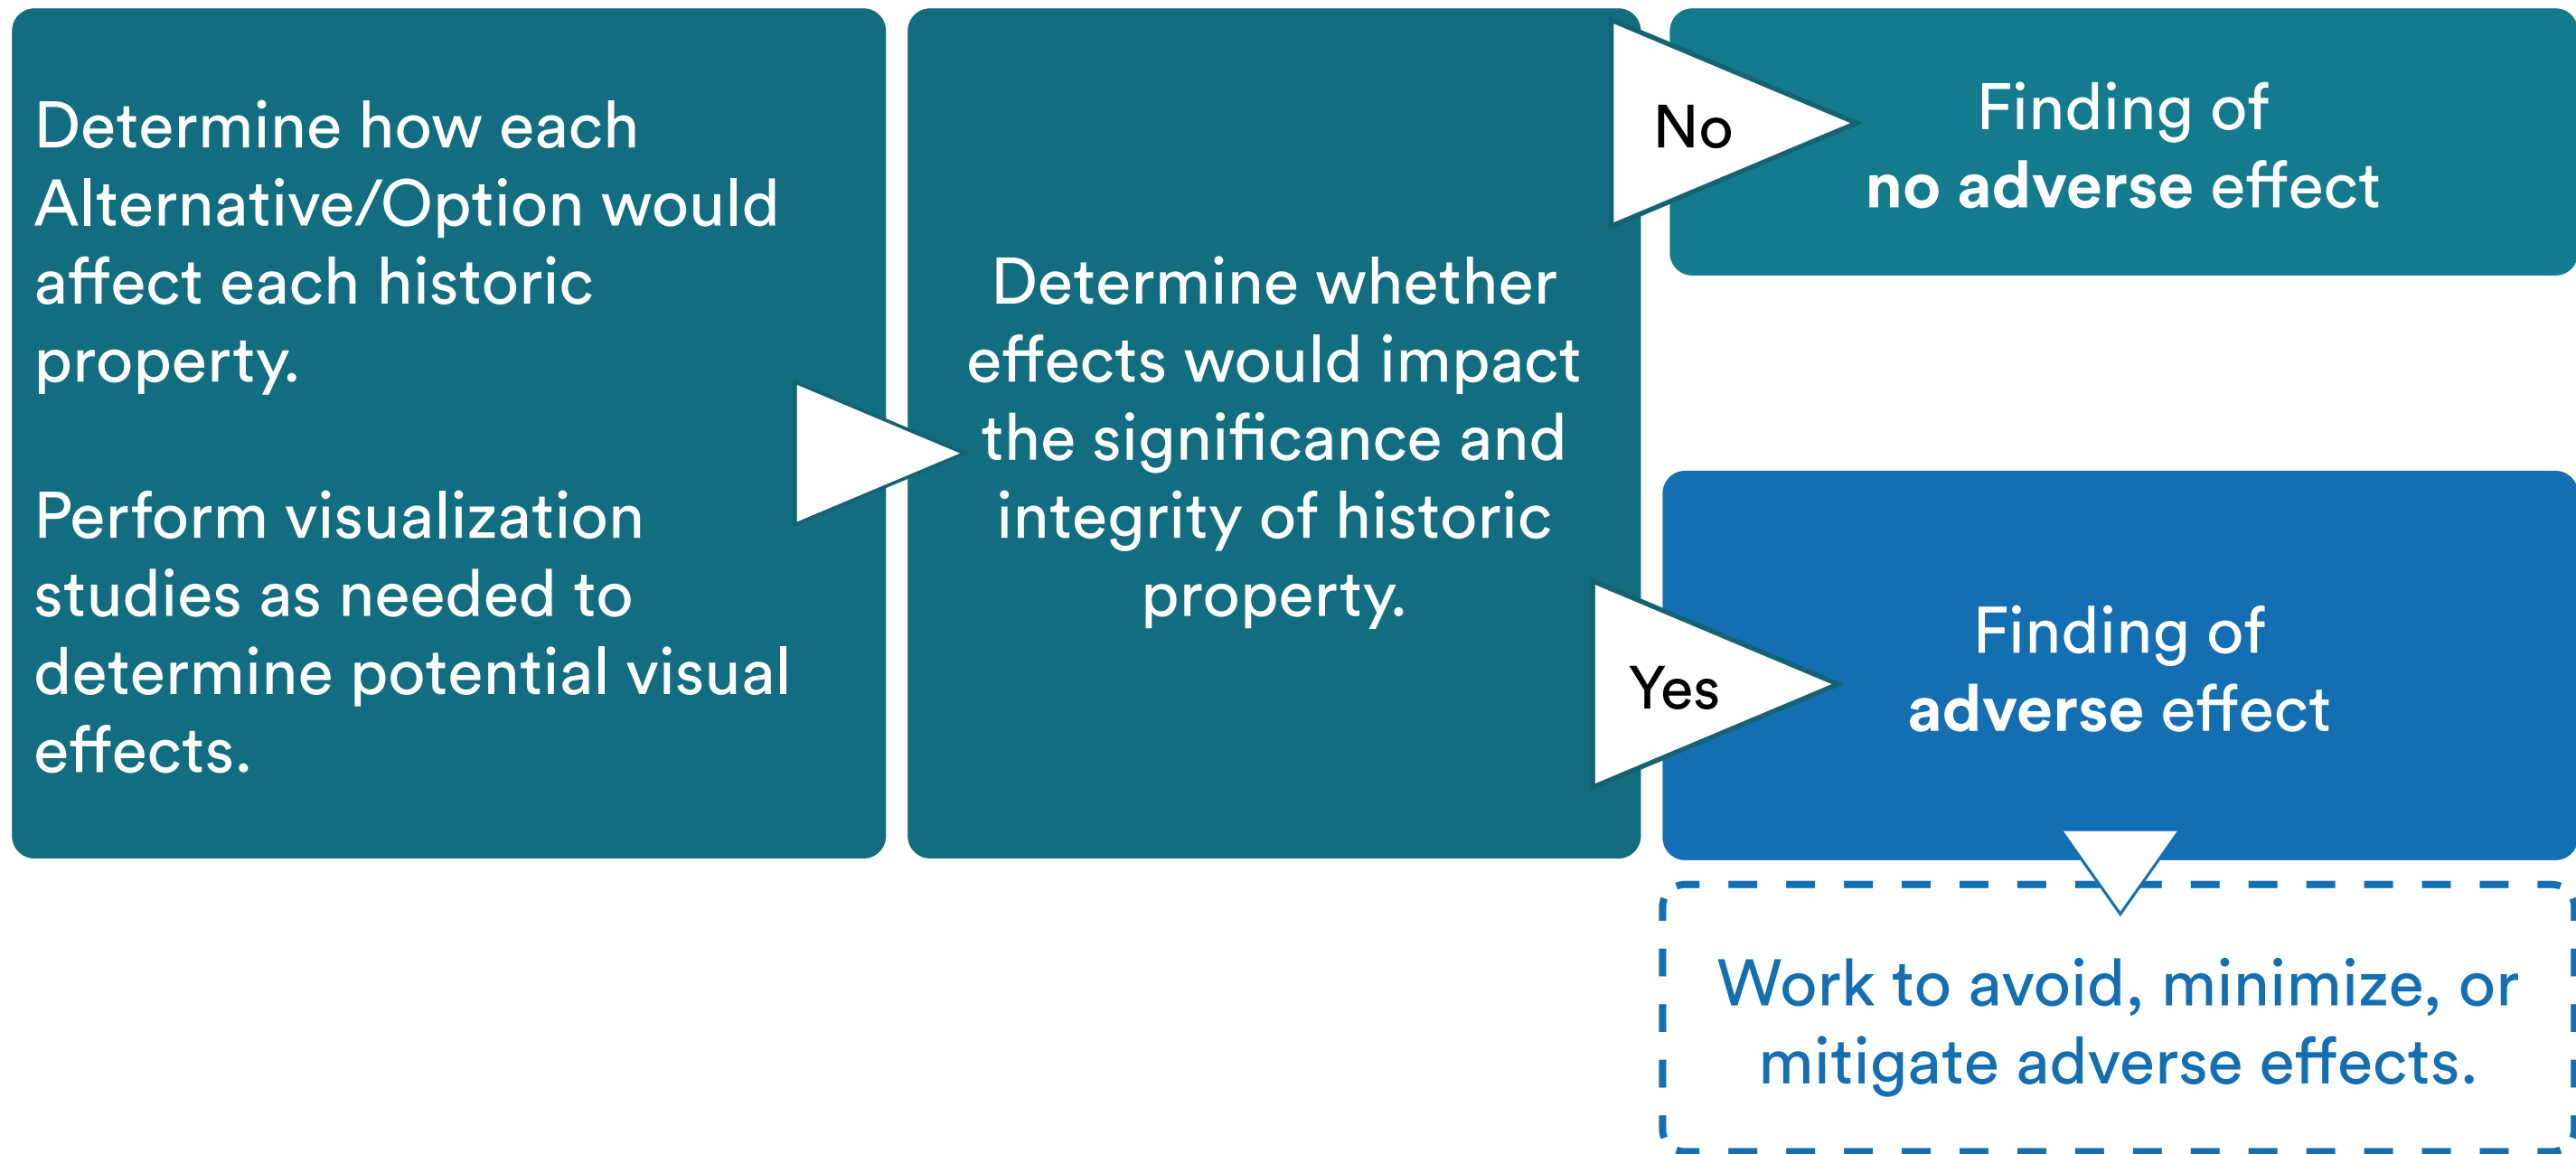 Determine how each
Alternative/Option would
affect each historic
property.
Perform visualization
studies as needed to
determine potential visual
effects.
Determine whether
effects would impact
the significance and
integrity of historic
property.
No
Finding of
no adverse effect
Yes
Finding of
adverse effect
Work to avoid, minimize, or
mitigate adverse effects.